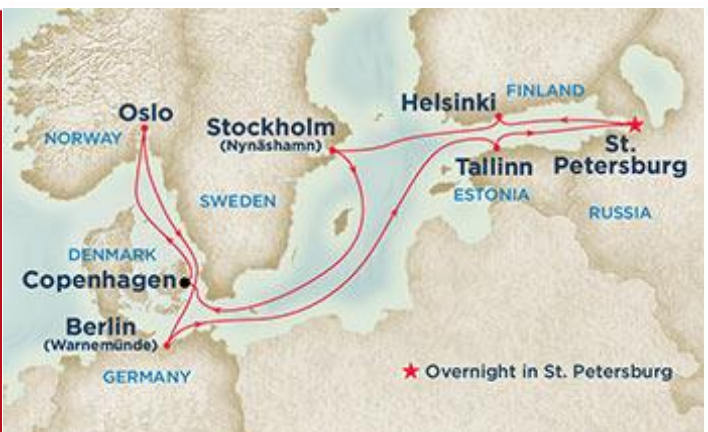 Oslo
NORWAY
Stockholm
(Nynäshamn)
Helsinki
FINLAND
St.
Petersburg
Tallinn
ESTONIA
RUSSIA
SWEDEN
DENMARK
Copenhagen
Berlin
(Warnemünde)
GERMANY
Overnight in St. Petersburg